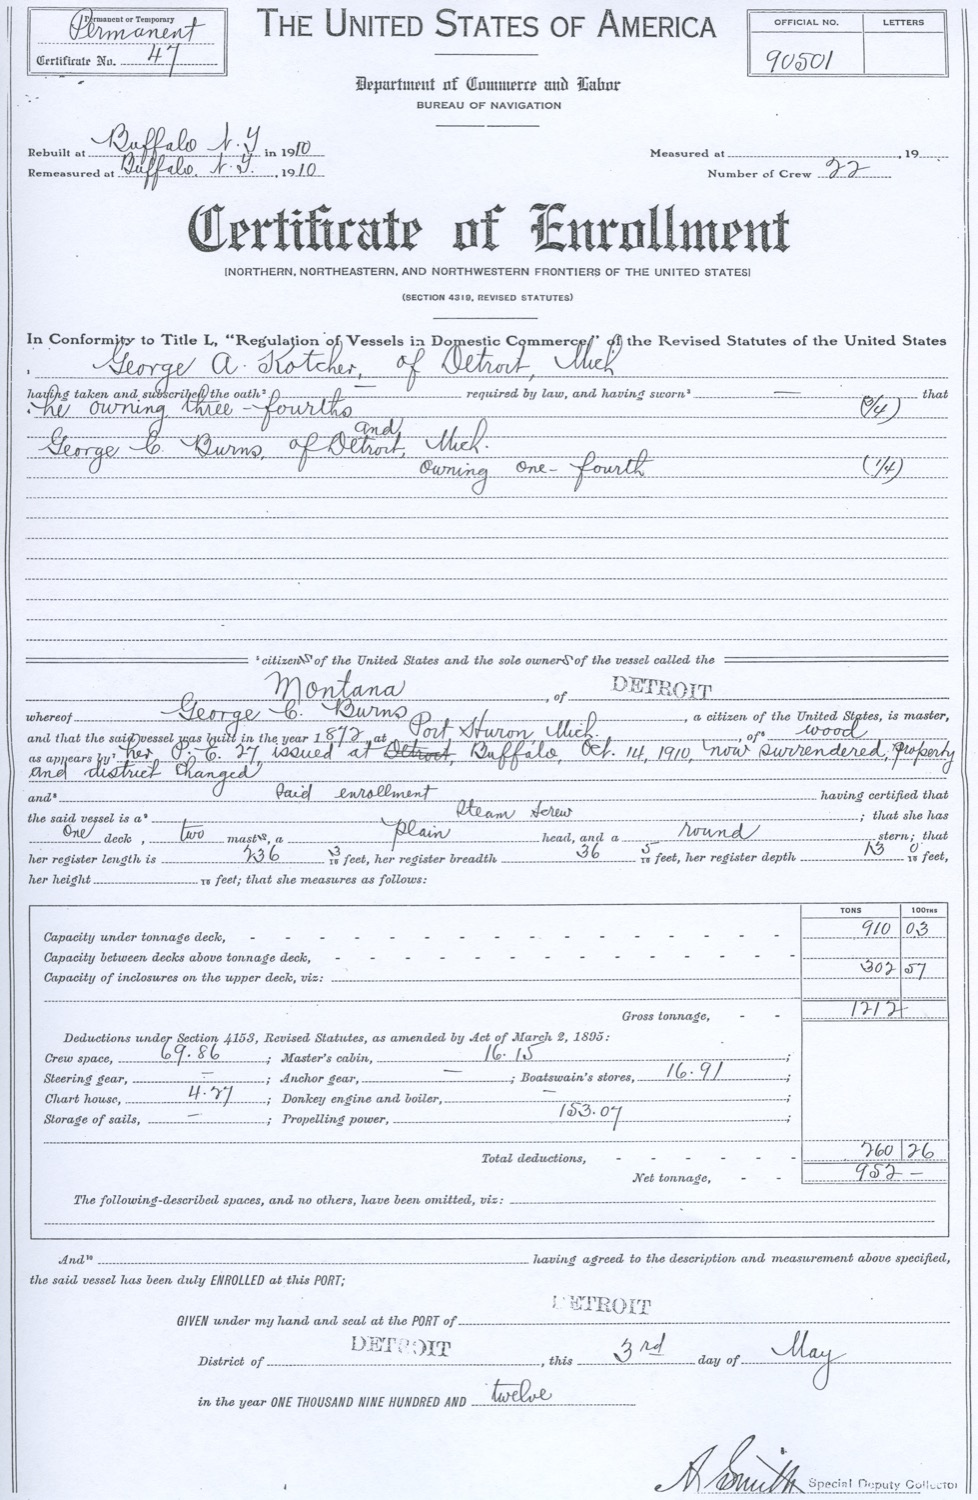 Permanent or Temporary
Permanent
Certificate No. 47
THE UNITED STATES OF AMERICA
OFFICIAL NO. LETTERS
90501
Department of Commerce and Labor
BUREAU OF NAVIGATION
Rebuilt at Buffalo N.Y in 1910
Remeasured at Buffalo, N.Y., 1910
Measured at , 19
Number of Crew 22
Certificate of Enrollment
[NORTHERN, NORTHEASTERN, AND NORTHWESTERN FRONTIERS OF THE UNITED STATES]
(SECTION 4319, REVISED STATUTES)
In Conformity to Title L, "Regulation of Vessels in Domestic Commerce," of the Revised Statutes of the United States
, George A. Kotcher, of Detroit, Mich
having taken and subscribed the oath² — required by law, and having sworn³ — that
he owning three-fourths (3/4)
and
George C. Burns, of Detroit, Mich.
owning one-fourth (1/4)
citizens of the United States and the sole owners of the vessel called the
Montana , of DETROIT
whereof George C. Burns , a citizen of the United States, is master,
and that the said vessel was built in the year 1872, at Port Huron Mich. , of⁶ wood
as appears by⁷ her P. E. 27, issued at Detroit, Buffalo, Oct. 14, 1910, now surrendered, property
and district changed
and⁸ said enrollment having certified that
the said vessel is a⁹ Steam Screw ; that she has
One deck , two masts, a plain head, and a round stern; that
her register length is 236 3/10 feet, her register breadth 36 5/10 feet, her register depth 13 0/10 feet,
her height /10 feet; that she measures as follows:
TONS 100THS
Capacity under tonnage deck, - - - 910 03
Capacity between decks above tonnage deck, - - -
Capacity of inclosures on the upper deck, viz: 302 57
Gross tonnage, - - 1212 -
Deductions under Section 4153, Revised Statutes, as amended by Act of March 2, 1895:
Crew space, 69.86 ; Master's cabin, 16.15 ;
Steering gear, — ; Anchor gear, — ; Boatswain's stores, 16.91 ;
Chart house, 4.27 ; Donkey engine and boiler, — ;
Storage of sails, — ; Propelling power, 153.07 ;
Total deductions, - - - 260 26
Net tonnage, - - 952 —
The following-described spaces, and no others, have been omitted, viz:
And¹⁰ having agreed to the description and measurement above specified,
the said vessel has been duly ENROLLED at this PORT;
GIVEN under my hand and seal at the PORT of DETROIT
District of DETROIT , this 3rd day of May
in the year ONE THOUSAND NINE HUNDRED AND twelve
A Smith Special Deputy Collector